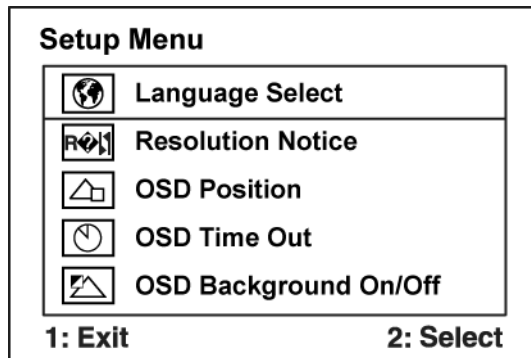 Setup Menu
Language Select
Resolution Notice
OSD Position
OSD Time Out
OSD Background On/Off
1: Exit 2: Select